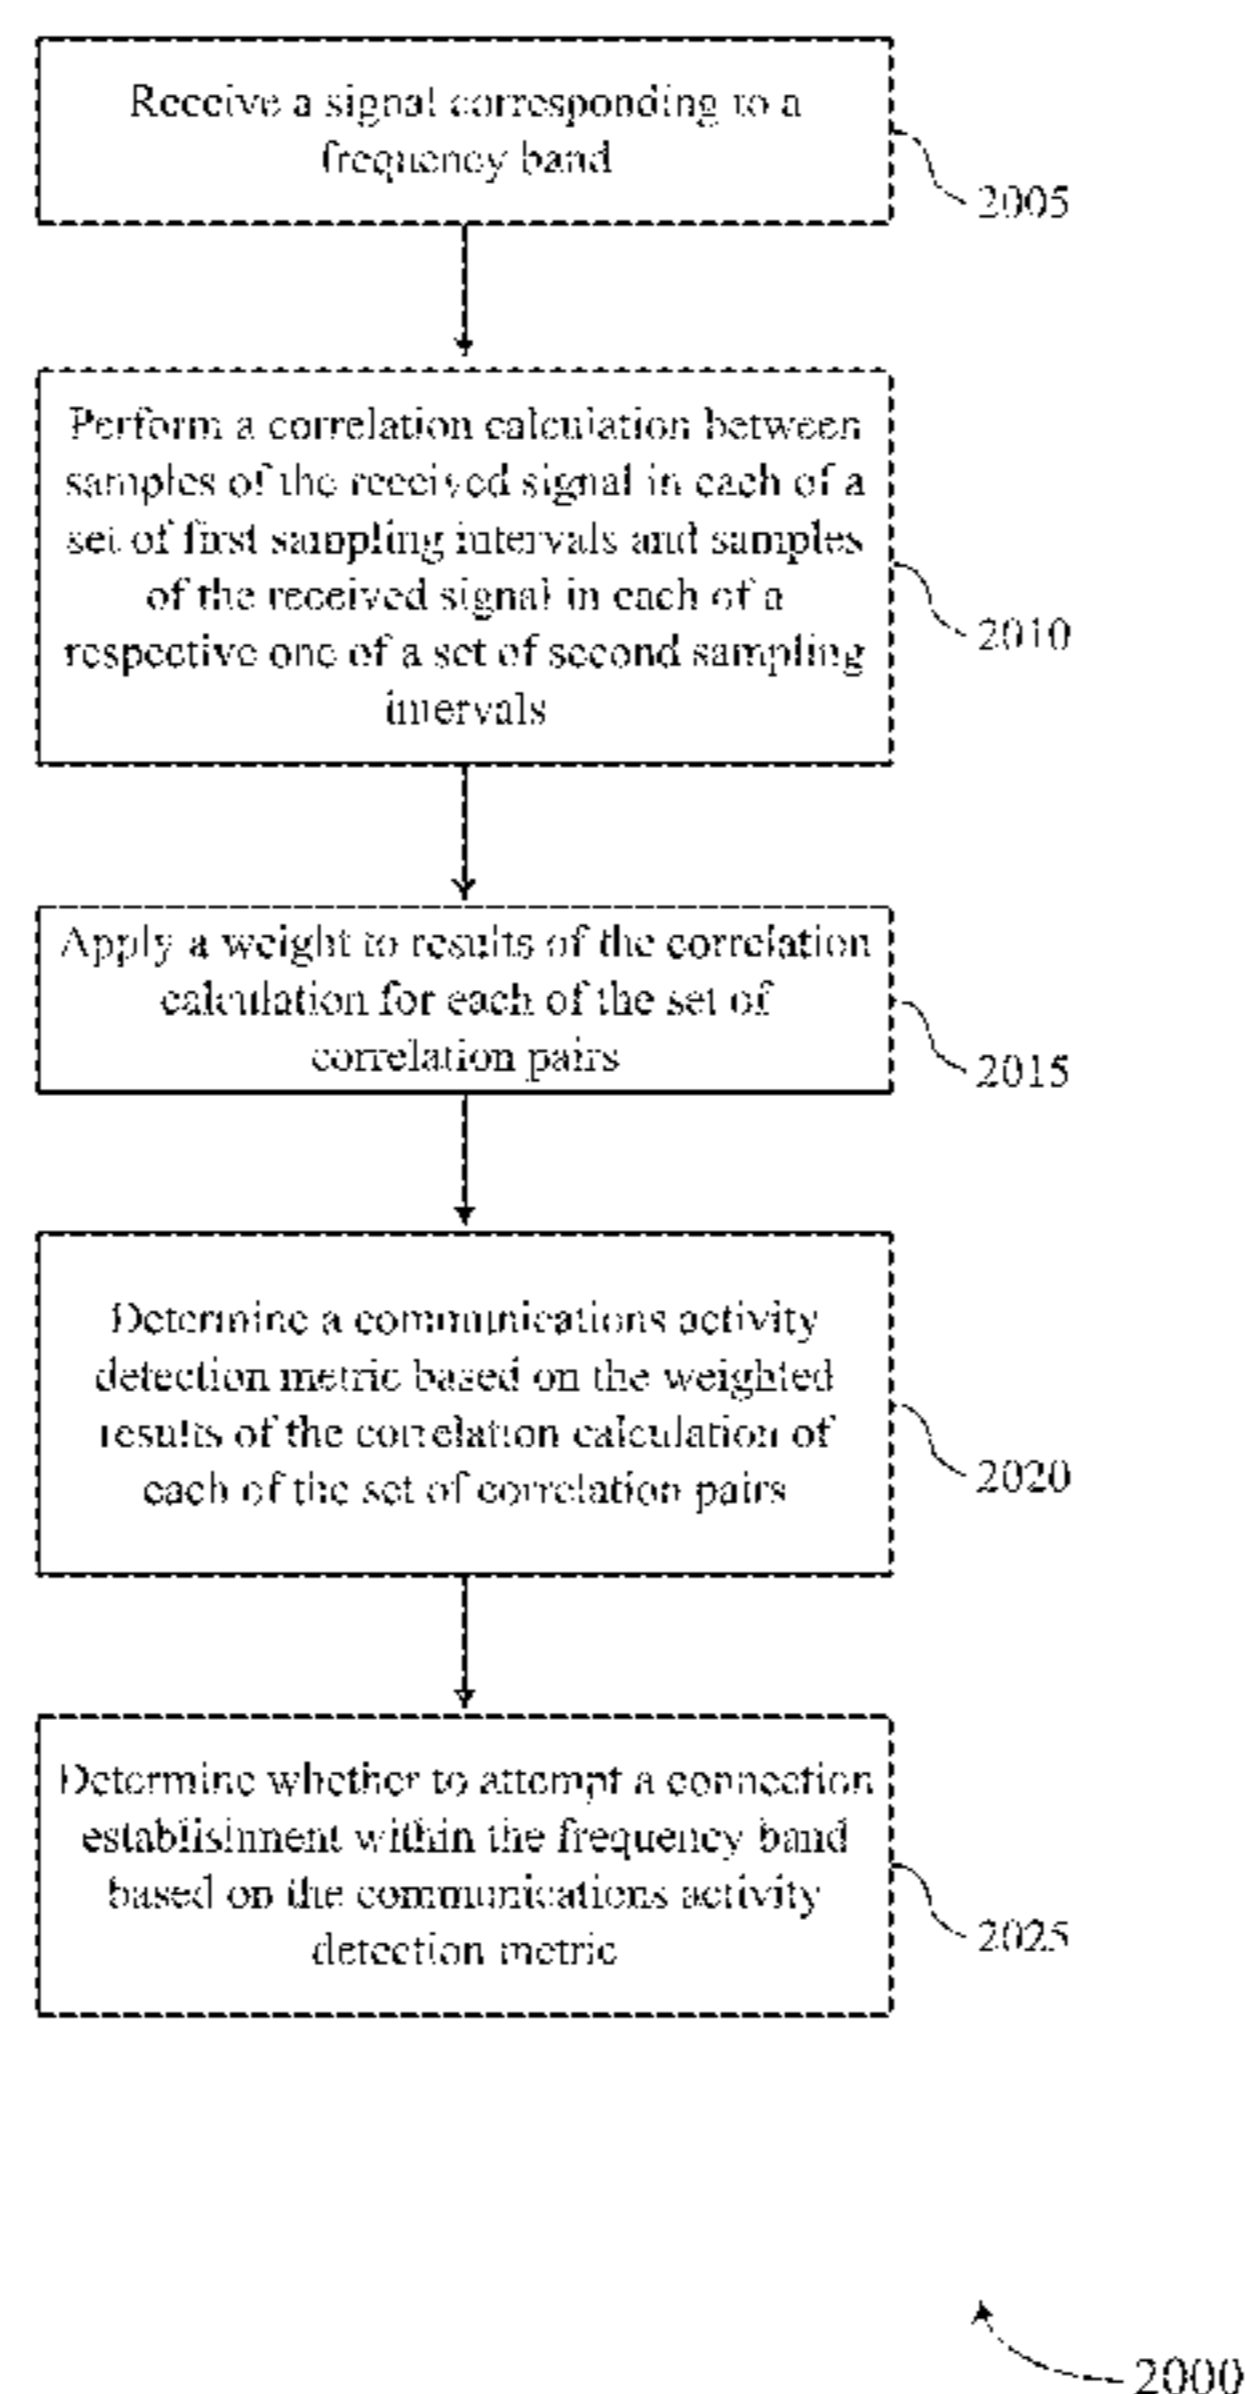 Receive a signal corresponding to a
frequency band
2005
Perform a correlation calculation between
samples of the received signal in each of a
set of first sampling intervals and samples
of the received signal in each of a
respective one of a set of second sampling
intervals
2010
Apply a weight to results of the correlation
calculation for each of the set of
correlation pairs
2015
Determine a communications activity
detection metric based on the weighted
results of the correlation calculation of
each of the set of correlation pairs
2020
Determine whether to attempt a connection
establishment within the frequency band
based on the communications activity
detection metric
2025
2000